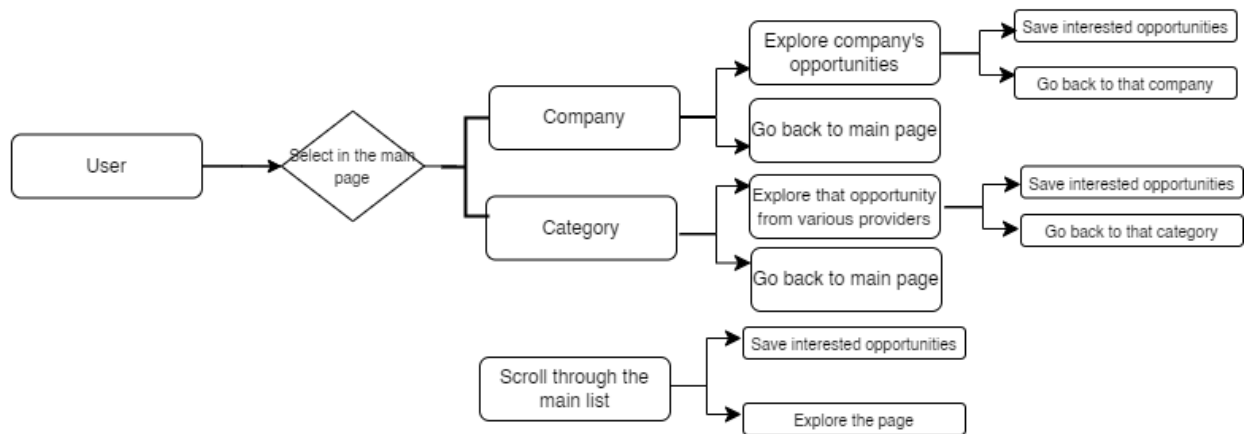 User
Select in the main
page
Company
Category
Explore company's
opportunities
Go back to main page
Save interested opportunities
Go back to that company
Explore that opportunity
from various providers
Go back to main page
Save interested opportunities
Go back to that category
Scroll through the
main list
Save interested opportunities
Explore the page